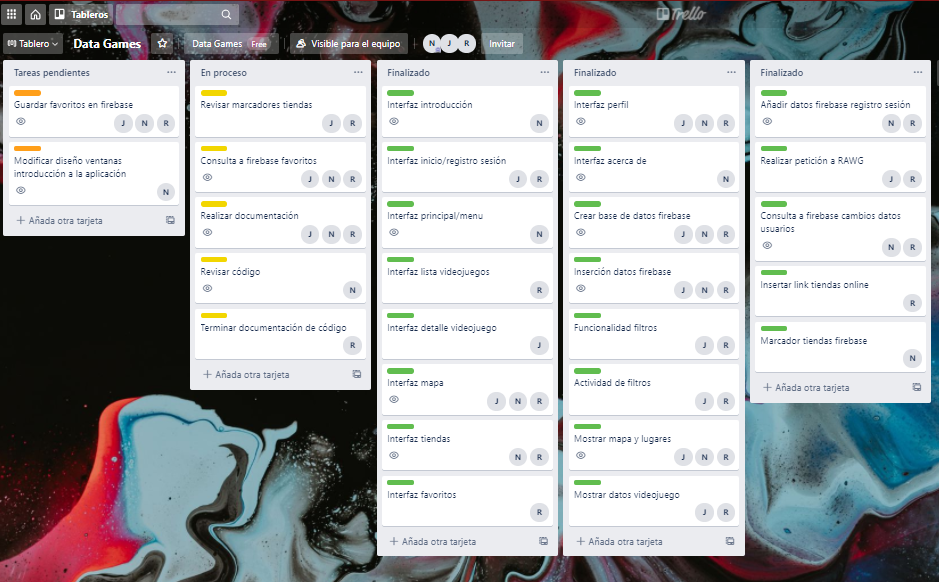 Tableros
Trello
Tablero
Data Games
Data Games Free
Visible para el equipo
N J R
Invitar
Tareas pendientes
Guardar favoritos en firebase
J N R
Modificar diseño ventanas
introducción a la aplicación
N
Añada otra tarjeta
En proceso
Revisar marcadores tiendas
J R
Consulta a firebase favoritos
J N R
Realizar documentación
J N R
Revisar código
N
Terminar documentación de código
R
Añada otra tarjeta
Finalizado
Interfaz introducción
N
Interfaz inicio/registro sesión
J R
Interfaz principal/menu
N
Interfaz lista videojuegos
R
Interfaz detalle videojuego
J
Interfaz mapa
J N R
Interfaz tiendas
N R
Interfaz favoritos
R
Añada otra tarjeta
Finalizado
Interfaz perfil
J N R
Interfaz acerca de
N
Crear base de datos firebase
J N R
Inserción datos firebase
J N R
Funcionalidad filtros
J R
Actividad de filtros
J R
Mostrar mapa y lugares
J N R
Mostrar datos videojuego
J R
Añada otra tarjeta
Finalizado
Añadir datos firebase registro sesión
N R
Realizar petición a RAWG
J R
Consulta a firebase cambios datos
usuarios
N R
Insertar link tiendas online
R
Marcador tiendas firebase
N
Añada otra tarjeta